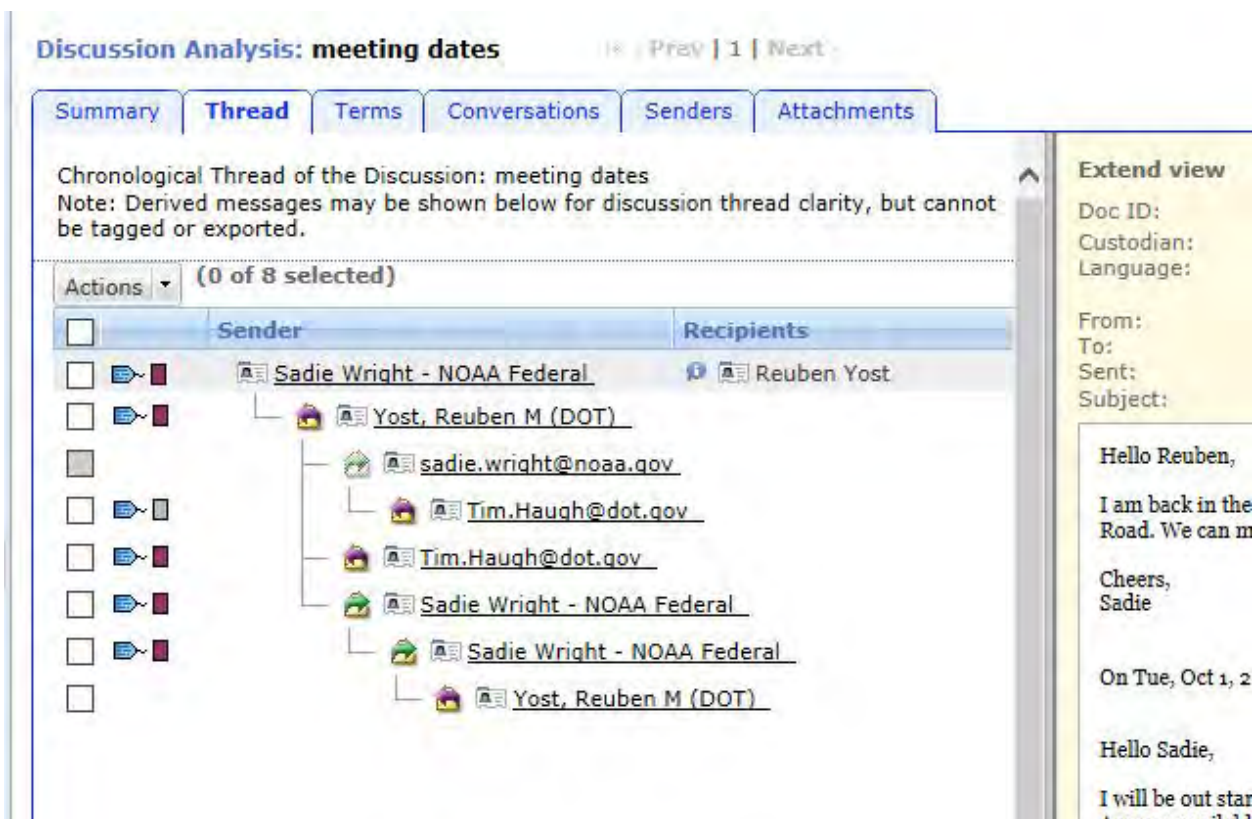 Discussion Analysis: meeting dates Prev | 1 | Next
Summary Thread Terms Conversations Senders Attachments
Chronological Thread of the Discussion: meeting dates
Note: Derived messages may be shown below for discussion thread clarity, but cannot
be tagged or exported.
Actions (0 of 8 selected)
Sender Recipients
Sadie Wright - NOAA Federal Reuben Yost
Yost, Reuben M (DOT)
sadie.wright@noaa.gov
Tim.Haugh@dot.gov
Tim.Haugh@dot.gov
Sadie Wright - NOAA Federal
Sadie Wright - NOAA Federal
Yost, Reuben M (DOT)
Extend view
Doc ID:
Custodian:
Language:
From:
To:
Sent:
Subject:
Hello Reuben,
I am back in the
Road. We can m
Cheers,
Sadie
On Tue, Oct 1, 2
Hello Sadie,
I will be out star